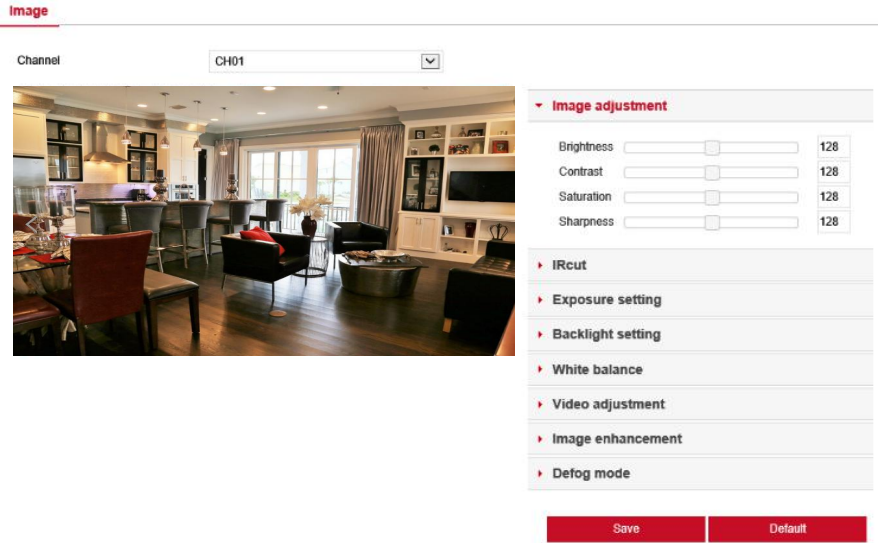 Image
Channel CH01
Image adjustment
Brightness 128
Contrast 128
Saturation 128
Sharpness 128
IRcut
Exposure setting
Backlight setting
White balance
Video adjustment
Image enhancement
Defog mode
Save Default